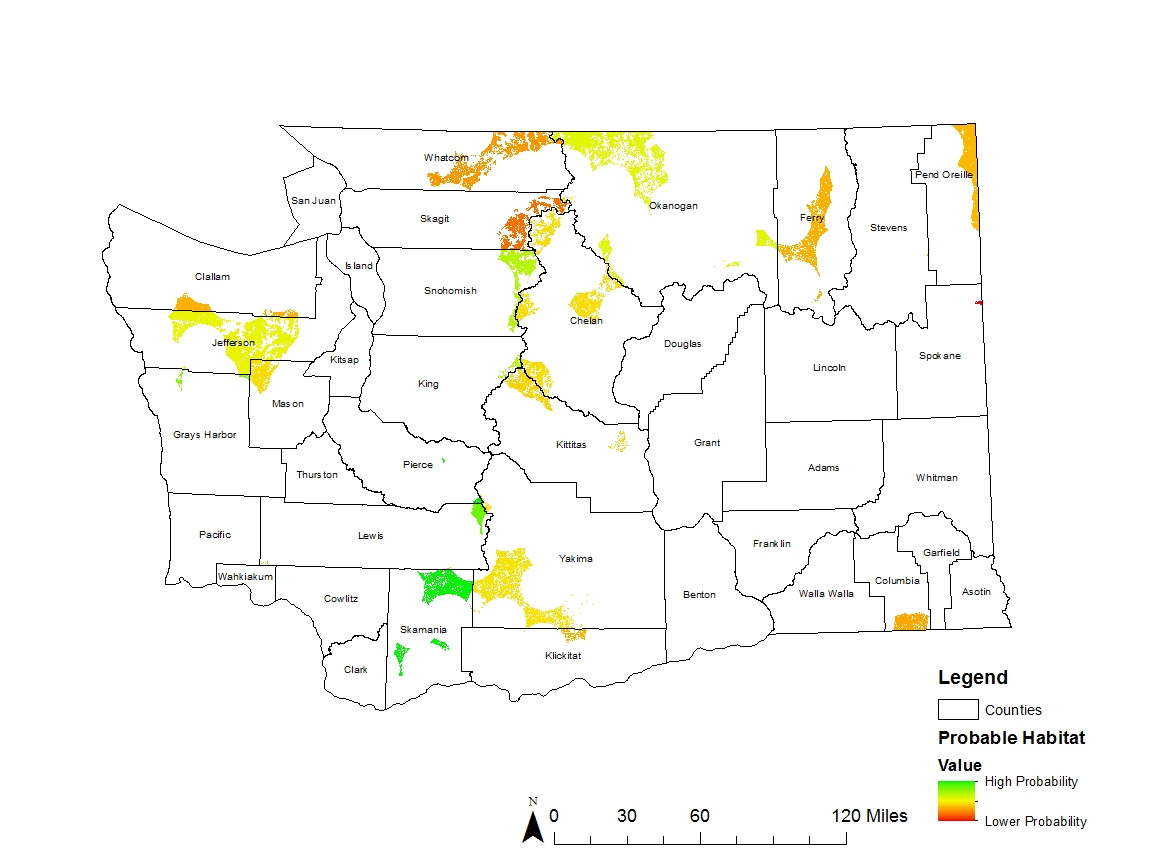 Whatcom
Pend Oreille
San Juan
Okanogan
Skagit
Ferry
Stevens
Island
Clallam
Snohomish
Chelan
Jefferson
Douglas
Kitsap
Spokane
Lincoln
King
Mason
Grays Harbor
Kittitas
Grant
Pierce
Adams
Thurston
Whitman
Pacific
Lewis
Franklin
Garfield
Yakima
Wahkiakum
Columbia
Asotin
Cowlitz
Benton
Walla Walla
Skamania
Klickitat
Clark
Legend
Counties
Probable Habitat
Value
High Probability
Lower Probability
N
0 30 60 120 Miles